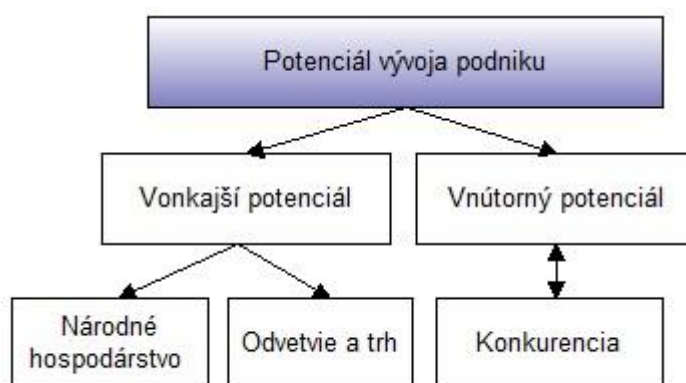 Potenciál vývoja podniku
Vonkajší potenciál
Vnútorný potenciál
Národné
hospodárstvo
Odvetvie a trh
Konkurencia